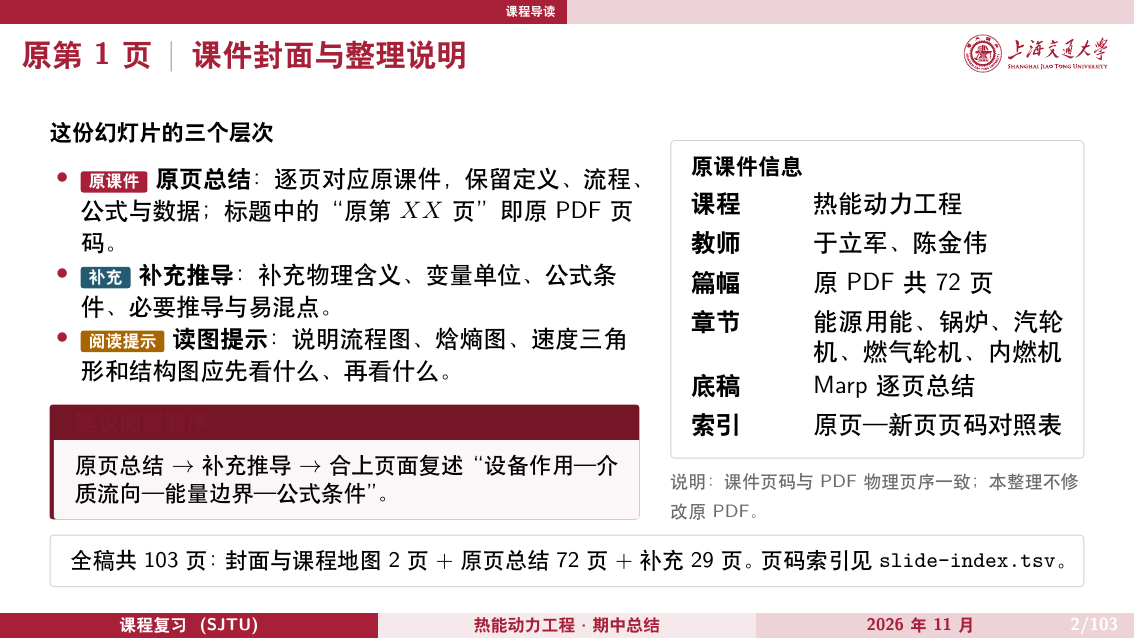 课程导读
原第 1 页 | 课件封面与整理说明
上海交通大学
SHANGHAI JIAO TONG UNIVERSITY
这份幻灯片的三个层次
• 原课件 原页总结：逐页对应原课件，保留定义、流程、
公式与数据；标题中的“原第 XX 页”即原 PDF 页
码。
• 补充 补充推导：补充物理含义、变量单位、公式条
件、必要推导与易混点。
• 阅读提示 读图提示：说明流程图、焓熵图、速度三角
形和结构图应先看什么、再看什么。
建议阅读顺序
原页总结 → 补充推导 → 合上页面复述“设备作用—介
质流向—能量边界—公式条件”。
原课件信息
课程 热能动力工程
教师 于立军、陈金伟
篇幅 原 PDF 共 72 页
章节 能源用能、锅炉、汽轮
机、燃气轮机、内燃机
底稿 Marp 逐页总结
索引 原页—新页页码对照表
说明：课件页码与 PDF 物理页序一致；本整理不修
改原 PDF。
全稿共 103 页：封面与课程地图 2 页 + 原页总结 72 页 + 补充 29 页。页码索引见 slide-index.tsv。
课程复习（SJTU） 热能动力工程 · 期中总结 2026 年 11 月 2/103